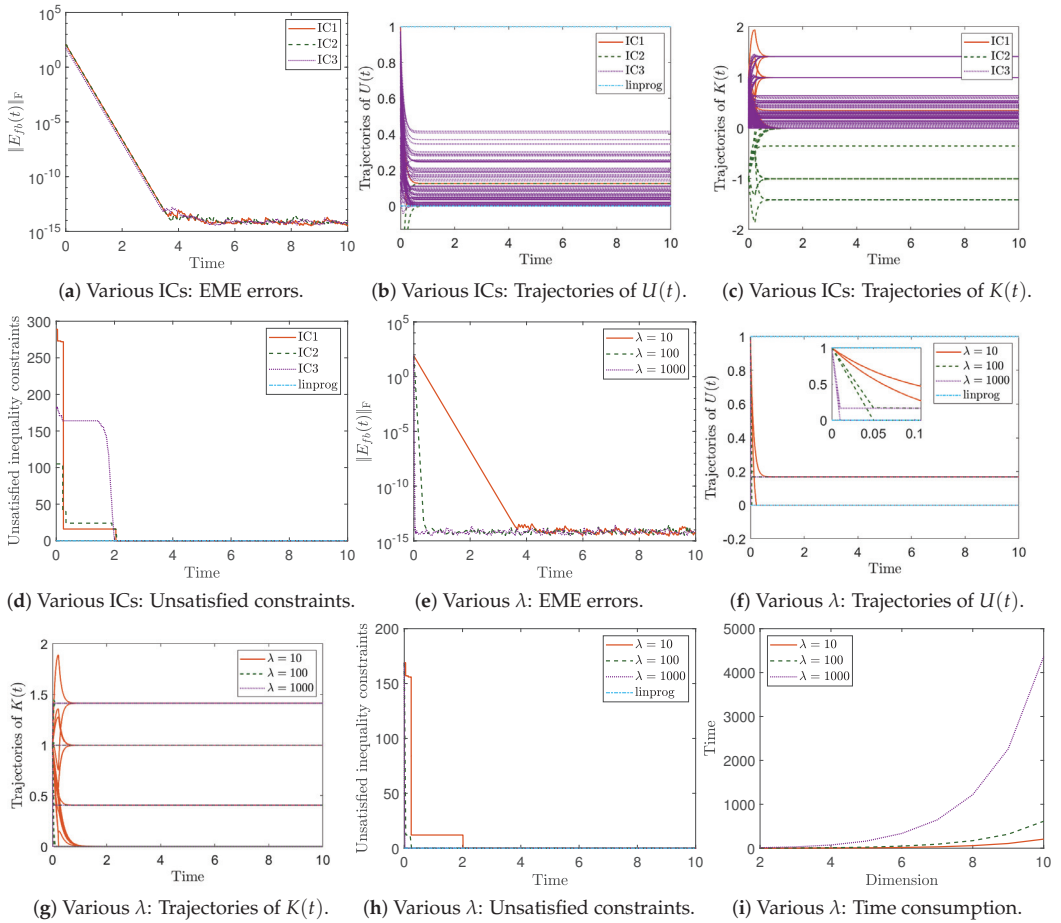 10^5
10^0
10^-5
10^-10
10^-15
0
2
4
6
8
10
Time
‖E_fb(t)‖_F
IC1
IC2
IC3
(a) Various ICs: EME errors.
1
0.8
0.6
0.4
0.2
0
0
2
4
6
8
10
Time
Trajectories of U(t)
IC1
IC2
IC3
linprog
(b) Various ICs: Trajectories of U(t).
2
1
0
-1
-2
0
2
4
6
8
10
Time
Trajectories of K(t)
IC1
IC2
IC3
(c) Various ICs: Trajectories of K(t).
300
250
200
150
100
50
0
0
2
4
6
8
10
Time
Unsatisfied inequality constraints
IC1
IC2
IC3
linprog
(d) Various ICs: Unsatisfied constraints.
10^5
10^0
10^-5
10^-10
10^-15
0
2
4
6
8
10
Time
‖E_fb(t)‖_F
λ = 10
λ = 100
λ = 1000
(e) Various λ: EME errors.
1
0.8
0.6
0.4
0.2
0
-0.2
0
2
4
6
8
10
Time
Trajectories of U(t)
1
0.5
0
0
0.05
0.1
λ = 10
λ = 100
λ = 1000
linprog
(f) Various λ: Trajectories of U(t).
2
1.5
1
0.5
0
0
2
4
6
8
10
Time
Trajectories of K(t)
λ = 10
λ = 100
λ = 1000
(g) Various λ: Trajectories of K(t).
200
150
100
50
0
0
2
4
6
8
10
Time
Unsatisfied inequality constraints
λ = 10
λ = 100
λ = 1000
linprog
(h) Various λ: Unsatisfied constraints.
5000
4000
3000
2000
1000
0
2
4
6
8
10
Dimension
Time
λ = 10
λ = 100
λ = 1000
(i) Various λ: Time consumption.